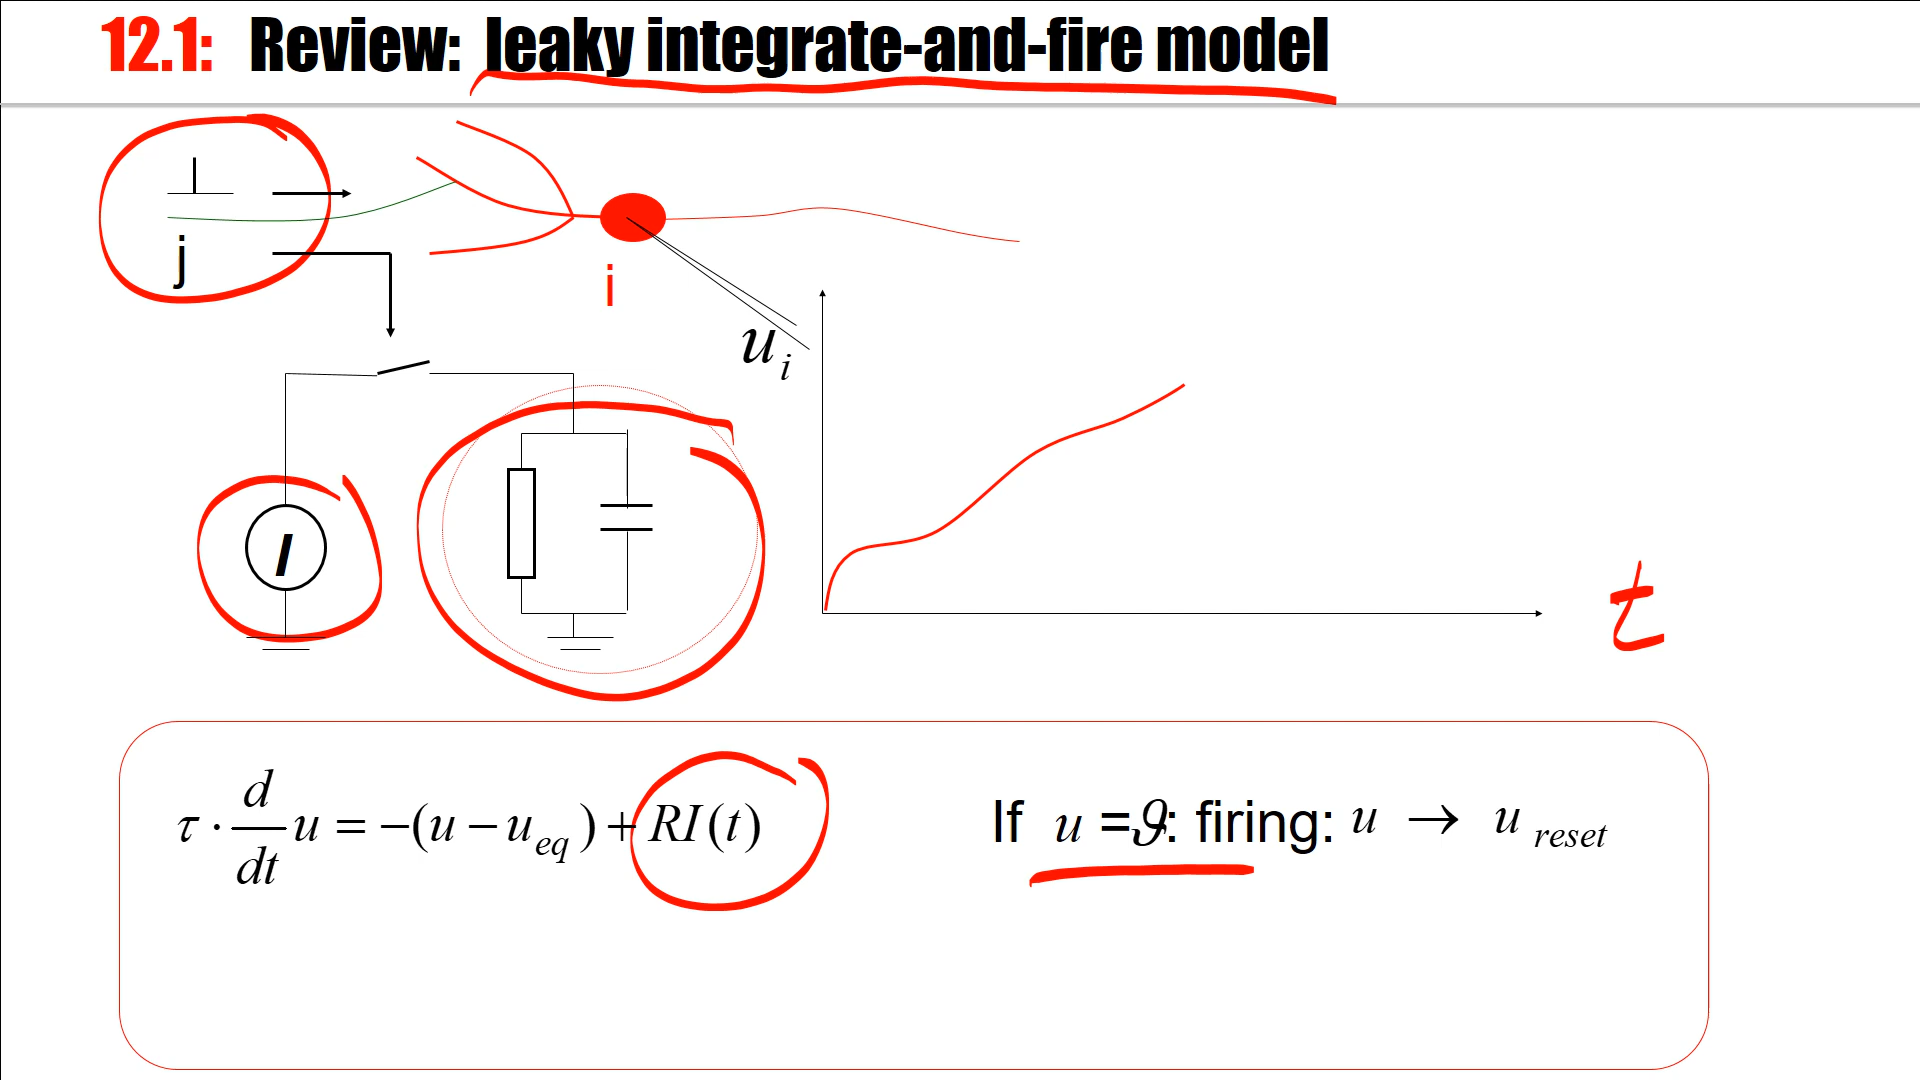 12.1: Review: leaky integrate-and-fire model
j
i
u_i
I
t
τ · d/dt u = −(u − u_eq) + RI(t)
If u = ϑ: firing: u → u_reset